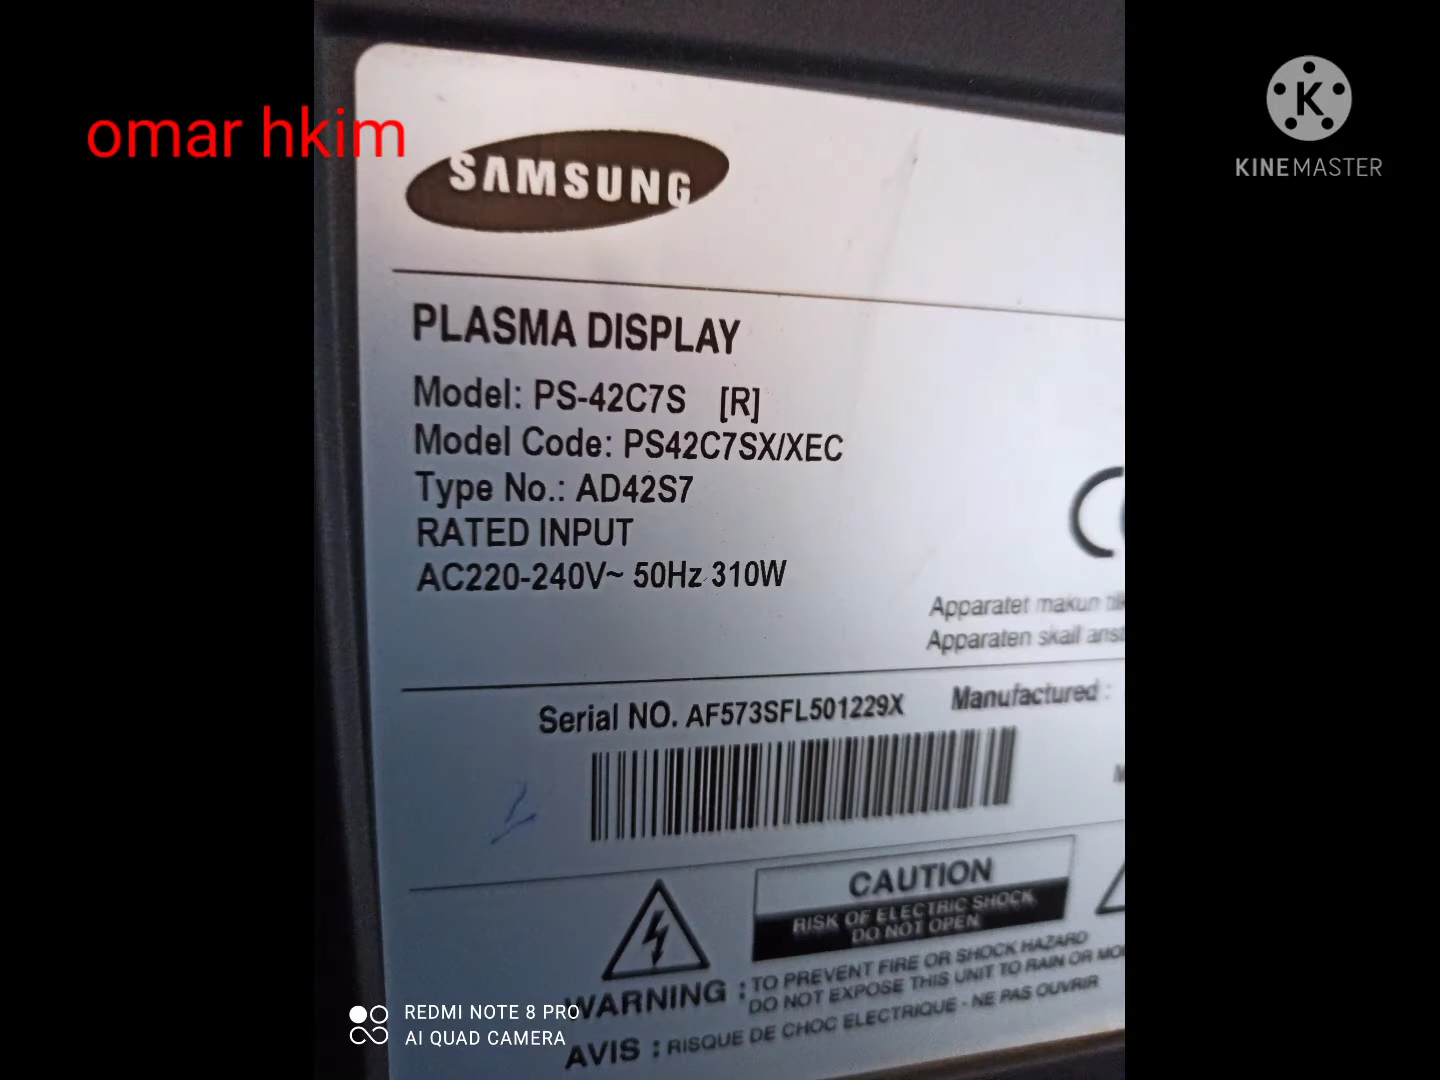 omar hkim
KINEMASTER
SAMSUNG
PLASMA DISPLAY
Model: PS-42C7S [R]
Model Code: PS42C7SX/XEC
Type No.: AD42S7
RATED INPUT
AC220-240V~ 50Hz 310W
Apparatet makun
Apparaten skall
Serial NO. AF573SFL501229X Manufactured :
CAUTION
RISK OF ELECTRIC SHOCK
DO NOT OPEN
WARNING : TO PREVENT FIRE OR SHOCK HAZARD
DO NOT EXPOSE THIS UNIT TO RAIN OR
AVIS : RISQUE DE CHOC ELECTRIQUE - NE PAS OUVRIR
REDMI NOTE 8 PRO
AI QUAD CAMERA